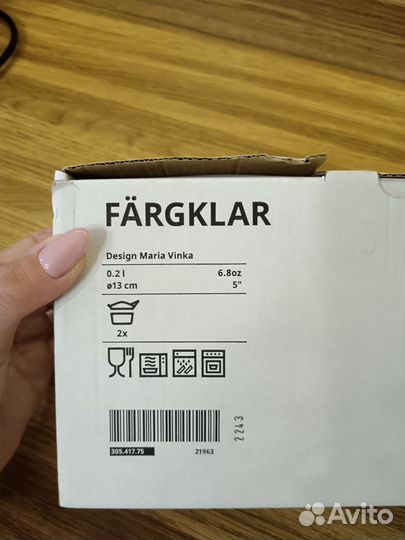 FÄRGKLAR
Design Maria Vinka
0.2 l 6.8oz
ø13 cm 5"
2x
305.417.75 21963
2243
Avito